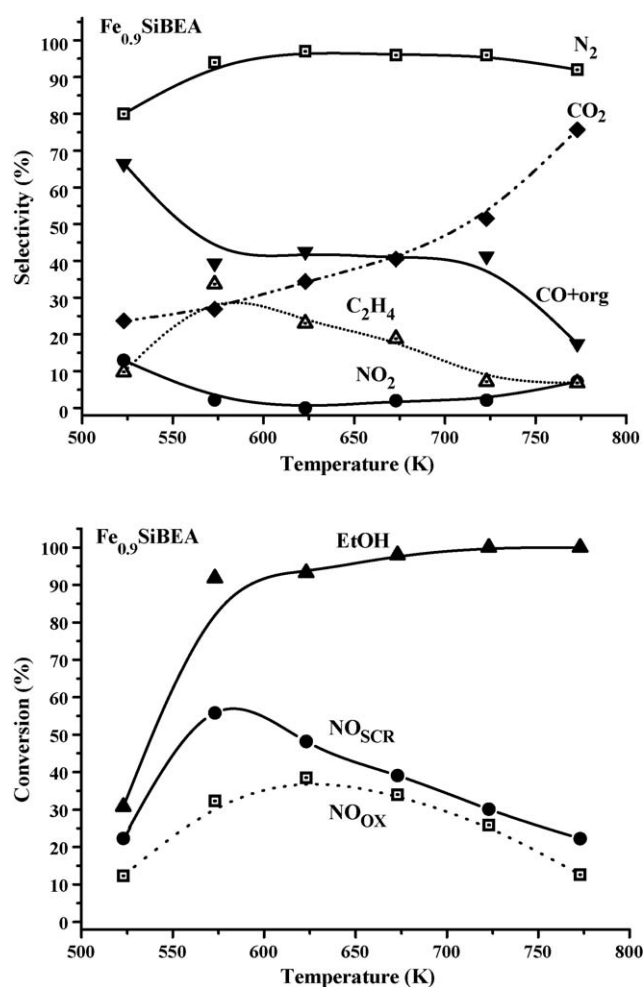 Fe0.9SiBEA
100
90
80
70
60
50
40
30
20
10
0
N2
CO2
CO+org
C2H4
NO2
Selectivity (%)
500 550 600 650 700 750 800
Temperature (K)
Fe0.9SiBEA
100
90
80
70
60
50
40
30
20
10
0
EtOH
NOSCR
NOOX
Conversion (%)
500 550 600 650 700 750 800
Temperature (K)